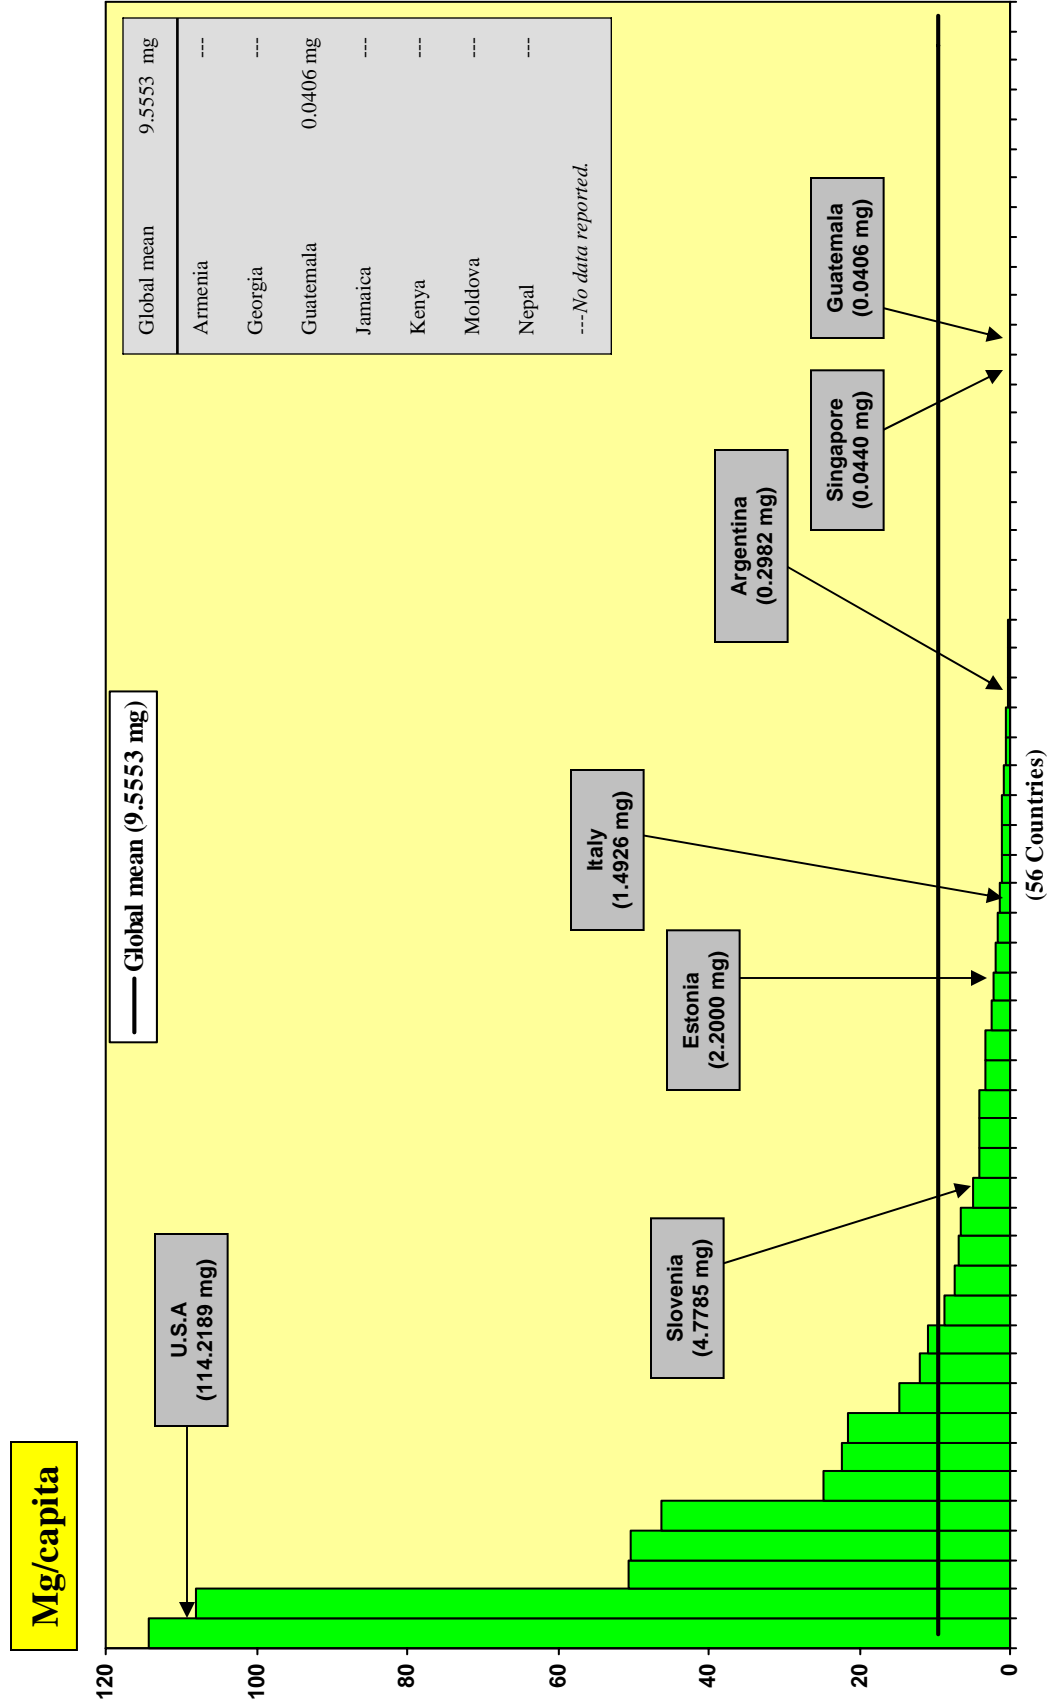 Mg/capita
Global mean (9.5553 mg)
120
100
80
60
40
20
0
U.S.A
(114.2189 mg)
Slovenia
(4.7785 mg)
Estonia
(2.2000 mg)
Italy
(1.4926 mg)
Argentina
(0.2982 mg)
Singapore
(0.0440 mg)
Guatemala
(0.0406 mg)
Global mean 9.5553 mg
Armenia ---
Georgia ---
Guatemala 0.0406 mg
Jamaica ---
Kenya ---
Moldova ---
Nepal ---
---No data reported.
(56 Countries)